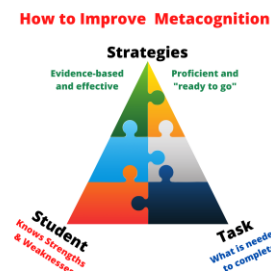 How to Improve Metacognition
Strategies
Evidence-based
and effective
Proficient and
"ready to go"
Student
Knows Strengths
& Weaknesses
Task
What is needed
to complete